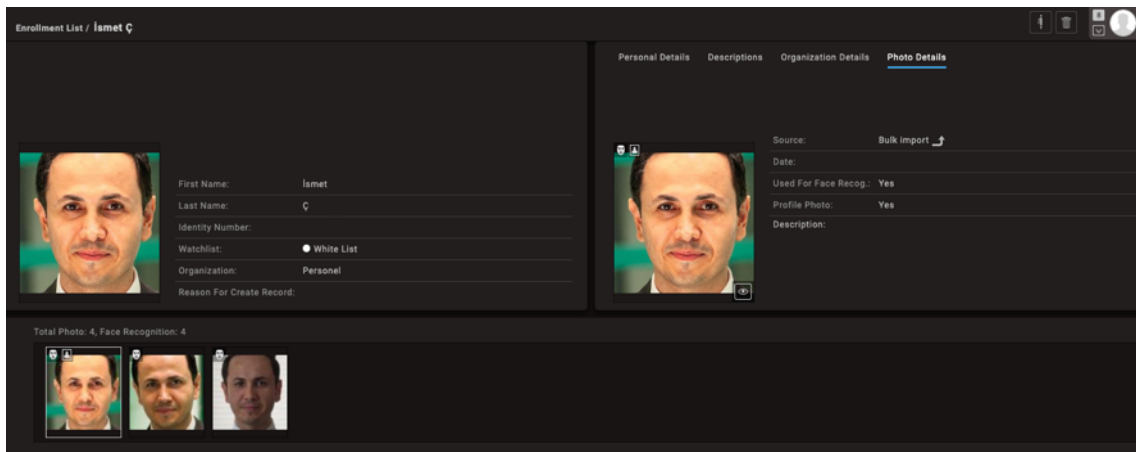 Enrollment List / İsmet Ç
Personal Details Descriptions Organization Details Photo Details
First Name: İsmet
Last Name: Ç
Identity Number:
Watchlist: White List
Organization: Personel
Reason For Create Record:
Source: Bulk import
Date:
Used For Face Recog.: Yes
Profile Photo: Yes
Description:
Total Photo: 4, Face Recognition: 4